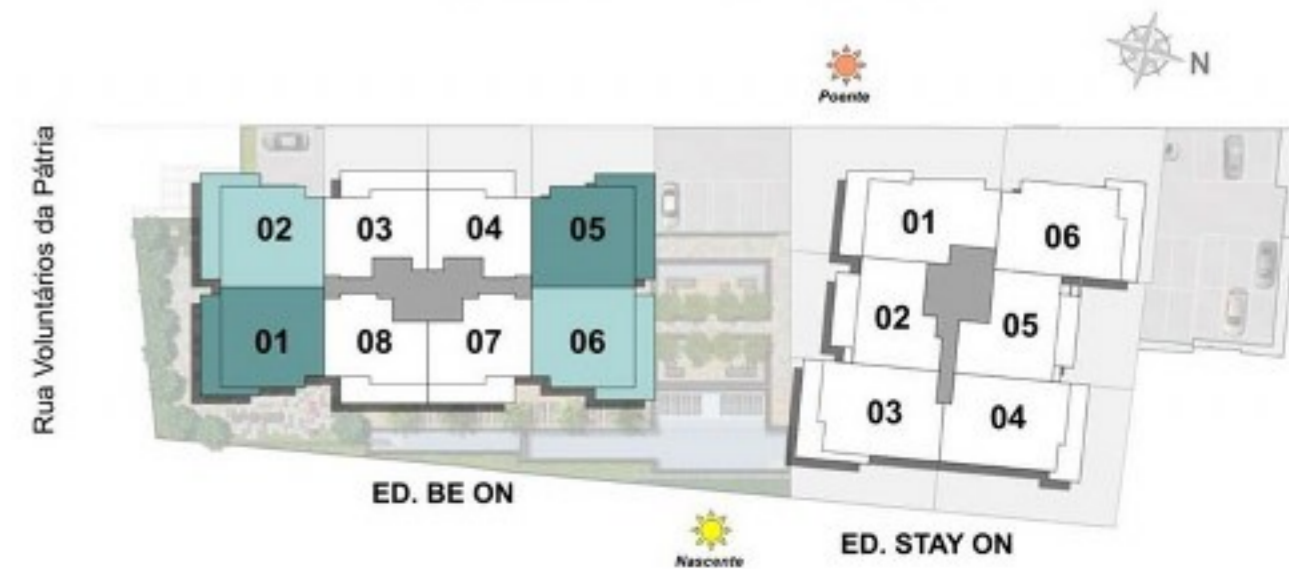 N
Poente
Rua Voluntários da Pátria
02 03 04 05
01 08 07 06
01 06
02 05
03 04
ED. BE ON
Nascente
ED. STAY ON